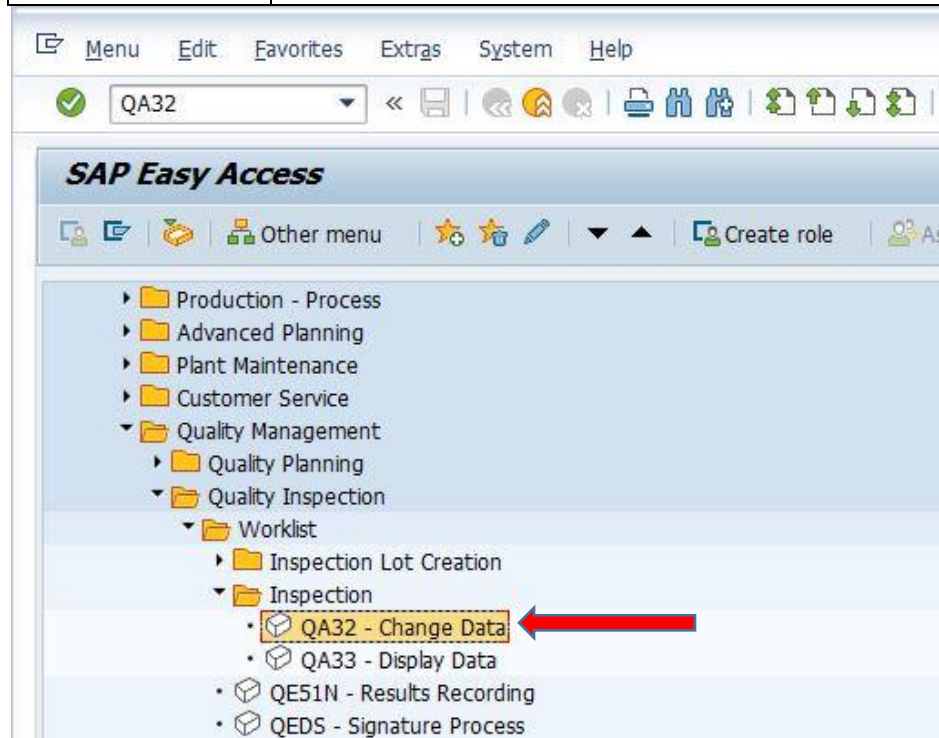 Menu Edit Favorites Extras System Help
QA32
SAP Easy Access
Other menu Create role As
Production - Process
Advanced Planning
Plant Maintenance
Customer Service
Quality Management
Quality Planning
Quality Inspection
Worklist
Inspection Lot Creation
Inspection
QA32 - Change Data
QA33 - Display Data
QE51N - Results Recording
QEDS - Signature Process